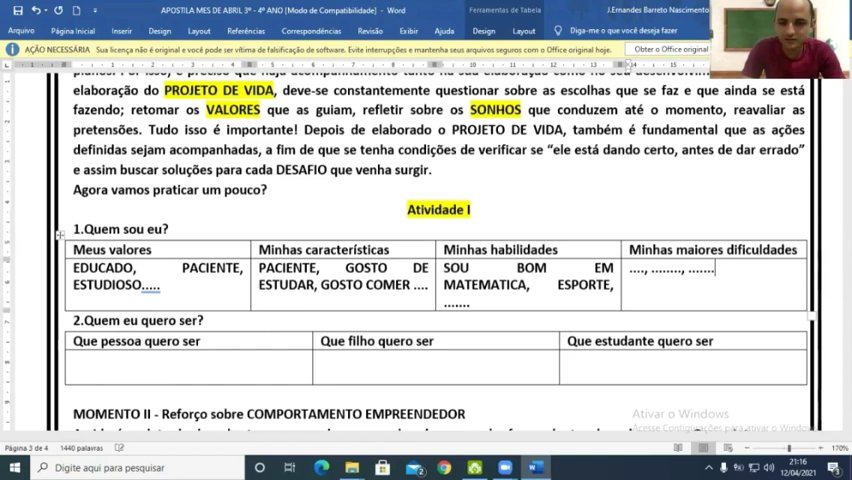 APOSTILA MES DE ABRIL 3º - 4º ANO [Modo de Compatibilidade] - Word
Ferramentas de Tabela
J.Ernandes Barreto Nascimento
Arquivo Página Inicial Inserir Design Layout Referências Correspondências Revisão Exibir Ajuda Design Layout Diga-me o que você deseja fazer
AÇÃO NECESSÁRIA Sua licença não é original e você pode ser vítima de falsificação de software. Evite interrupções e mantenha seus arquivos seguros com o Office original hoje. Obter o Office original
elaboração do PROJETO DE VIDA, deve-se constantemente questionar sobre as escolhas que se faz e que ainda se está
fazendo; retomar os VALORES que as guiam, refletir sobre os SONHOS que conduzem até o momento, reavaliar as
pretensões. Tudo isso é importante! Depois de elaborado o PROJETO DE VIDA, também é fundamental que as ações
definidas sejam acompanhadas, a fim de que se tenha condições de verificar se “ele está dando certo, antes de dar errado”
e assim buscar soluções para cada DESAFIO que venha surgir.
Agora vamos praticar um pouco?
Atividade I
1.Quem sou eu?
Meus valores Minhas características Minhas habilidades Minhas maiores dificuldades
EDUCADO, PACIENTE, PACIENTE, GOSTO DE SOU BOM EM ...., ........, .......
ESTUDIOSO..... ESTUDAR, GOSTO COMER .... MATEMATICA, ESPORTE,
.......
2.Quem eu quero ser?
Que pessoa quero ser Que filho quero ser Que estudante quero ser
MOMENTO II - Reforço sobre COMPORTAMENTO EMPREENDEDOR
Ativar o Windows
Acesse Configurações para ativar o Windows.
Página 3 de 4 1440 palavras 170%
Digite aqui para pesquisar
21:16
12/04/2021